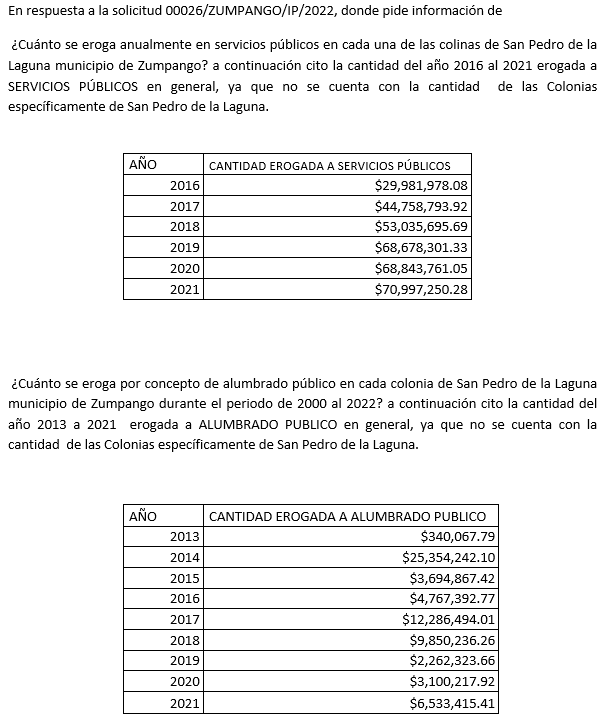 En respuesta a la solicitud 00026/ZUMPANGO/IP/2022, donde pide información de
¿Cuánto se eroga anualmente en servicios públicos en cada una de las colinas de San Pedro de la
Laguna municipio de Zumpango? a continuación cito la cantidad del año 2016 al 2021 erogada a
SERVICIOS PÚBLICOS en general, ya que no se cuenta con la cantidad de las Colonias
específicamente de San Pedro de la Laguna.
AÑO CANTIDAD EROGADA A SERVICIOS PÚBLICOS
2016 $29,981,978.08
2017 $44,758,793.92
2018 $53,035,695.69
2019 $68,678,301.33
2020 $68,843,761.05
2021 $70,997,250.28
¿Cuánto se eroga por concepto de alumbrado público en cada colonia de San Pedro de la Laguna
municipio de Zumpango durante el periodo de 2000 al 2022? a continuación cito la cantidad del
año 2013 a 2021 erogada a ALUMBRADO PUBLICO en general, ya que no se cuenta con la
cantidad de las Colonias específicamente de San Pedro de la Laguna.
AÑO CANTIDAD EROGADA A ALUMBRADO PUBLICO
2013 $340,067.79
2014 $25,354,242.10
2015 $3,694,867.42
2016 $4,767,392.77
2017 $12,286,494.01
2018 $9,850,236.26
2019 $2,262,323.66
2020 $3,100,217.92
2021 $6,533,415.41